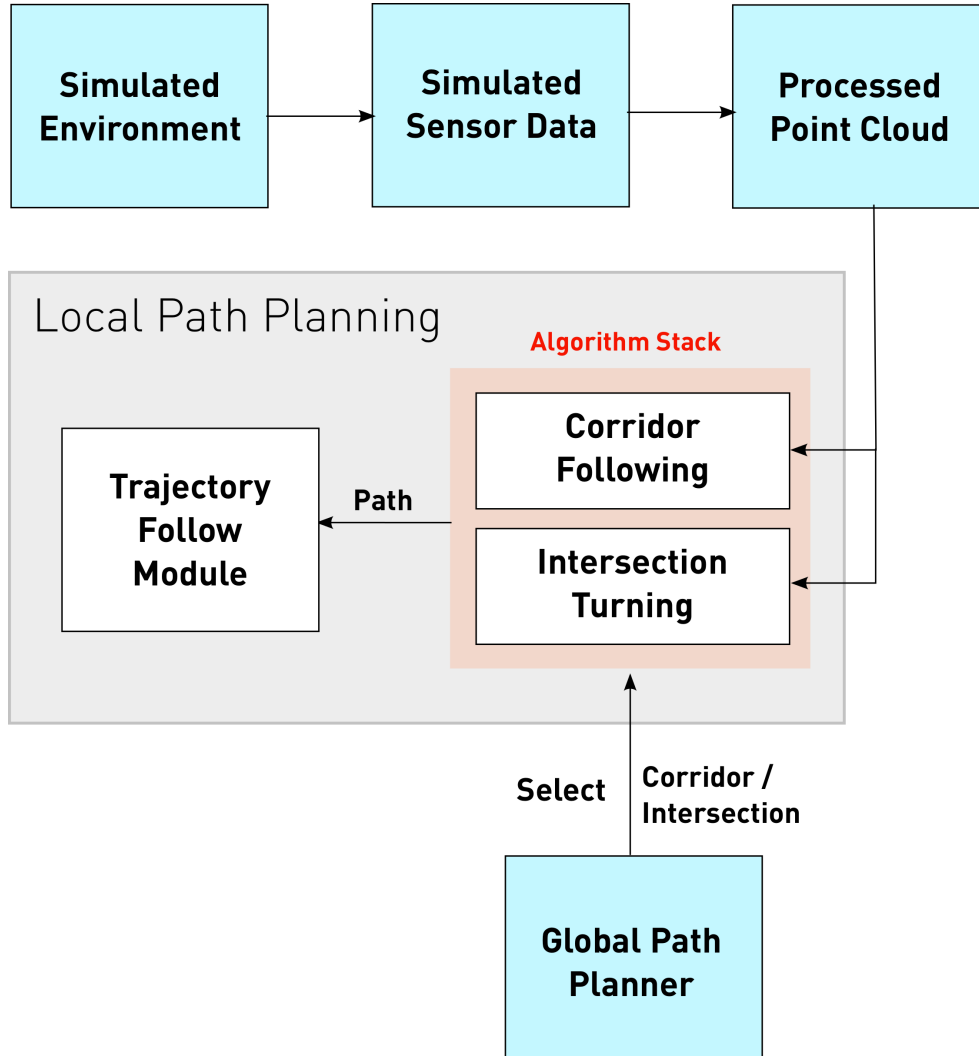 Simulated
Environment
Simulated
Sensor Data
Processed
Point Cloud
Local Path Planning
Algorithm Stack
Corridor
Following
Trajectory
Follow
Module
Path
Intersection
Turning
Select
Corridor /
Intersection
Global Path
Planner